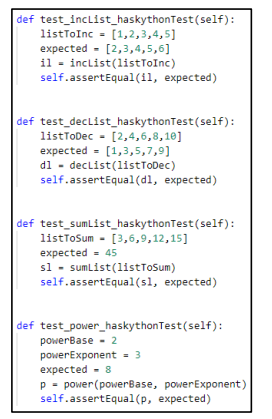 def test_incList_haskythonTest(self):
    listToInc = [1,2,3,4,5]
    expected = [2,3,4,5,6]
    il = incList(listToInc)
    self.assertEqual(il, expected)
def test_decList_haskythonTest(self):
    listToDec = [2,4,6,8,10]
    expected = [1,3,5,7,9]
    dl = decList(listToDec)
    self.assertEqual(dl, expected)
def test_sumList_haskythonTest(self):
    listToSum = [3,6,9,12,15]
    expected = 45
    sl = sumList(listToSum)
    self.assertEqual(sl, expected)
def test_power_haskythonTest(self):
    powerBase = 2
    powerExponent = 3
    expected = 8
    p = power(powerBase, powerExponent)
    self.assertEqual(p, expected)